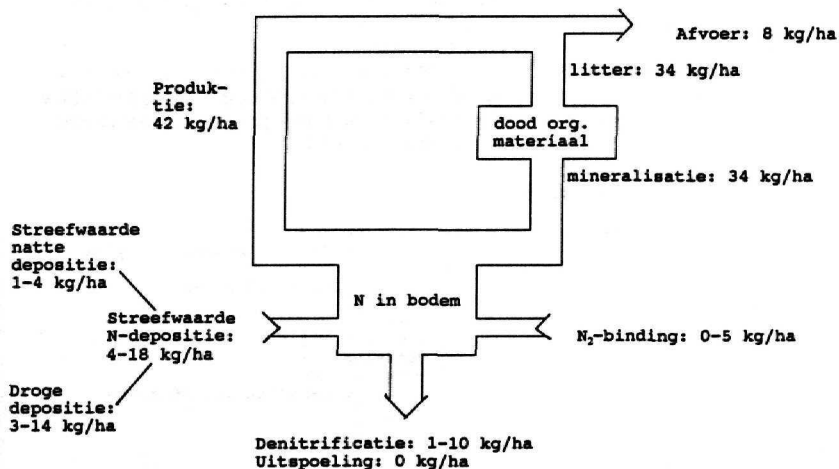 Afvoer: 8 kg/ha
litter: 34 kg/ha
Produk-
tie:
42 kg/ha
dood org.
materiaal
mineralisatie: 34 kg/ha
Streefwaarde
natte
depositie:
1-4 kg/ha
N in bodem
Streefwaarde
N-depositie:
4-18 kg/ha
N₂-binding: 0-5 kg/ha
Droge
depositie:
3-14 kg/ha
Denitrificatie: 1-10 kg/ha
Uitspoeling: 0 kg/ha